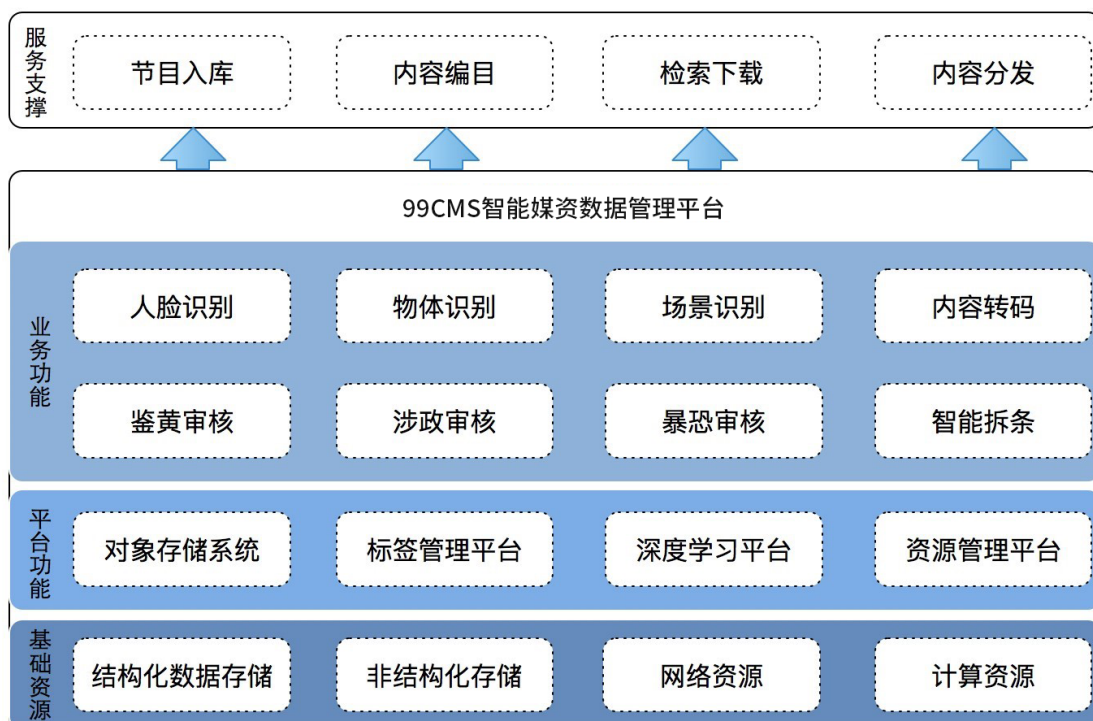 服务支撑
节目入库 内容编目 检索下载 内容分发
99CMS智能媒资数据管理平台
业务功能
人脸识别 物体识别 场景识别 内容转码
鉴黄审核 涉政审核 暴恐审核 智能拆条
平台功能
对象存储系统 标签管理平台 深度学习平台 资源管理平台
基础资源
结构化数据存储 非结构化存储 网络资源 计算资源